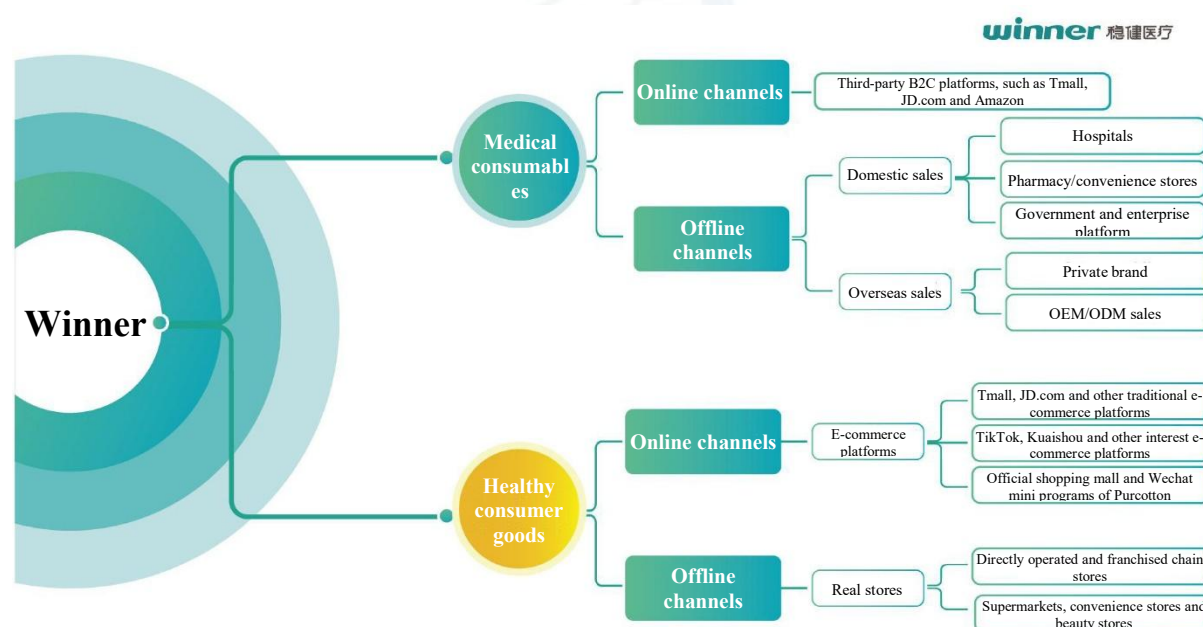 winner 稳健医疗
Winner
Medical
consumabl
es
Online channels
Third-party B2C platforms, such as Tmall,
JD.com and Amazon
Offline
channels
Domestic sales
Hospitals
Pharmacy/convenience stores
Government and enterprise
platform
Overseas sales
Private brand
OEM/ODM sales
Healthy
consumer
goods
Online channels
E-commerce
platforms
Tmall, JD.com and other traditional e-
commerce platforms
TikTok, Kuaishou and other interest e-
commerce platforms
Official shopping mall and Wechat
mini programs of Purcotton
Offline
channels
Real stores
Directly operated and franchised chain
stores
Supermarkets, convenience stores and
beauty stores